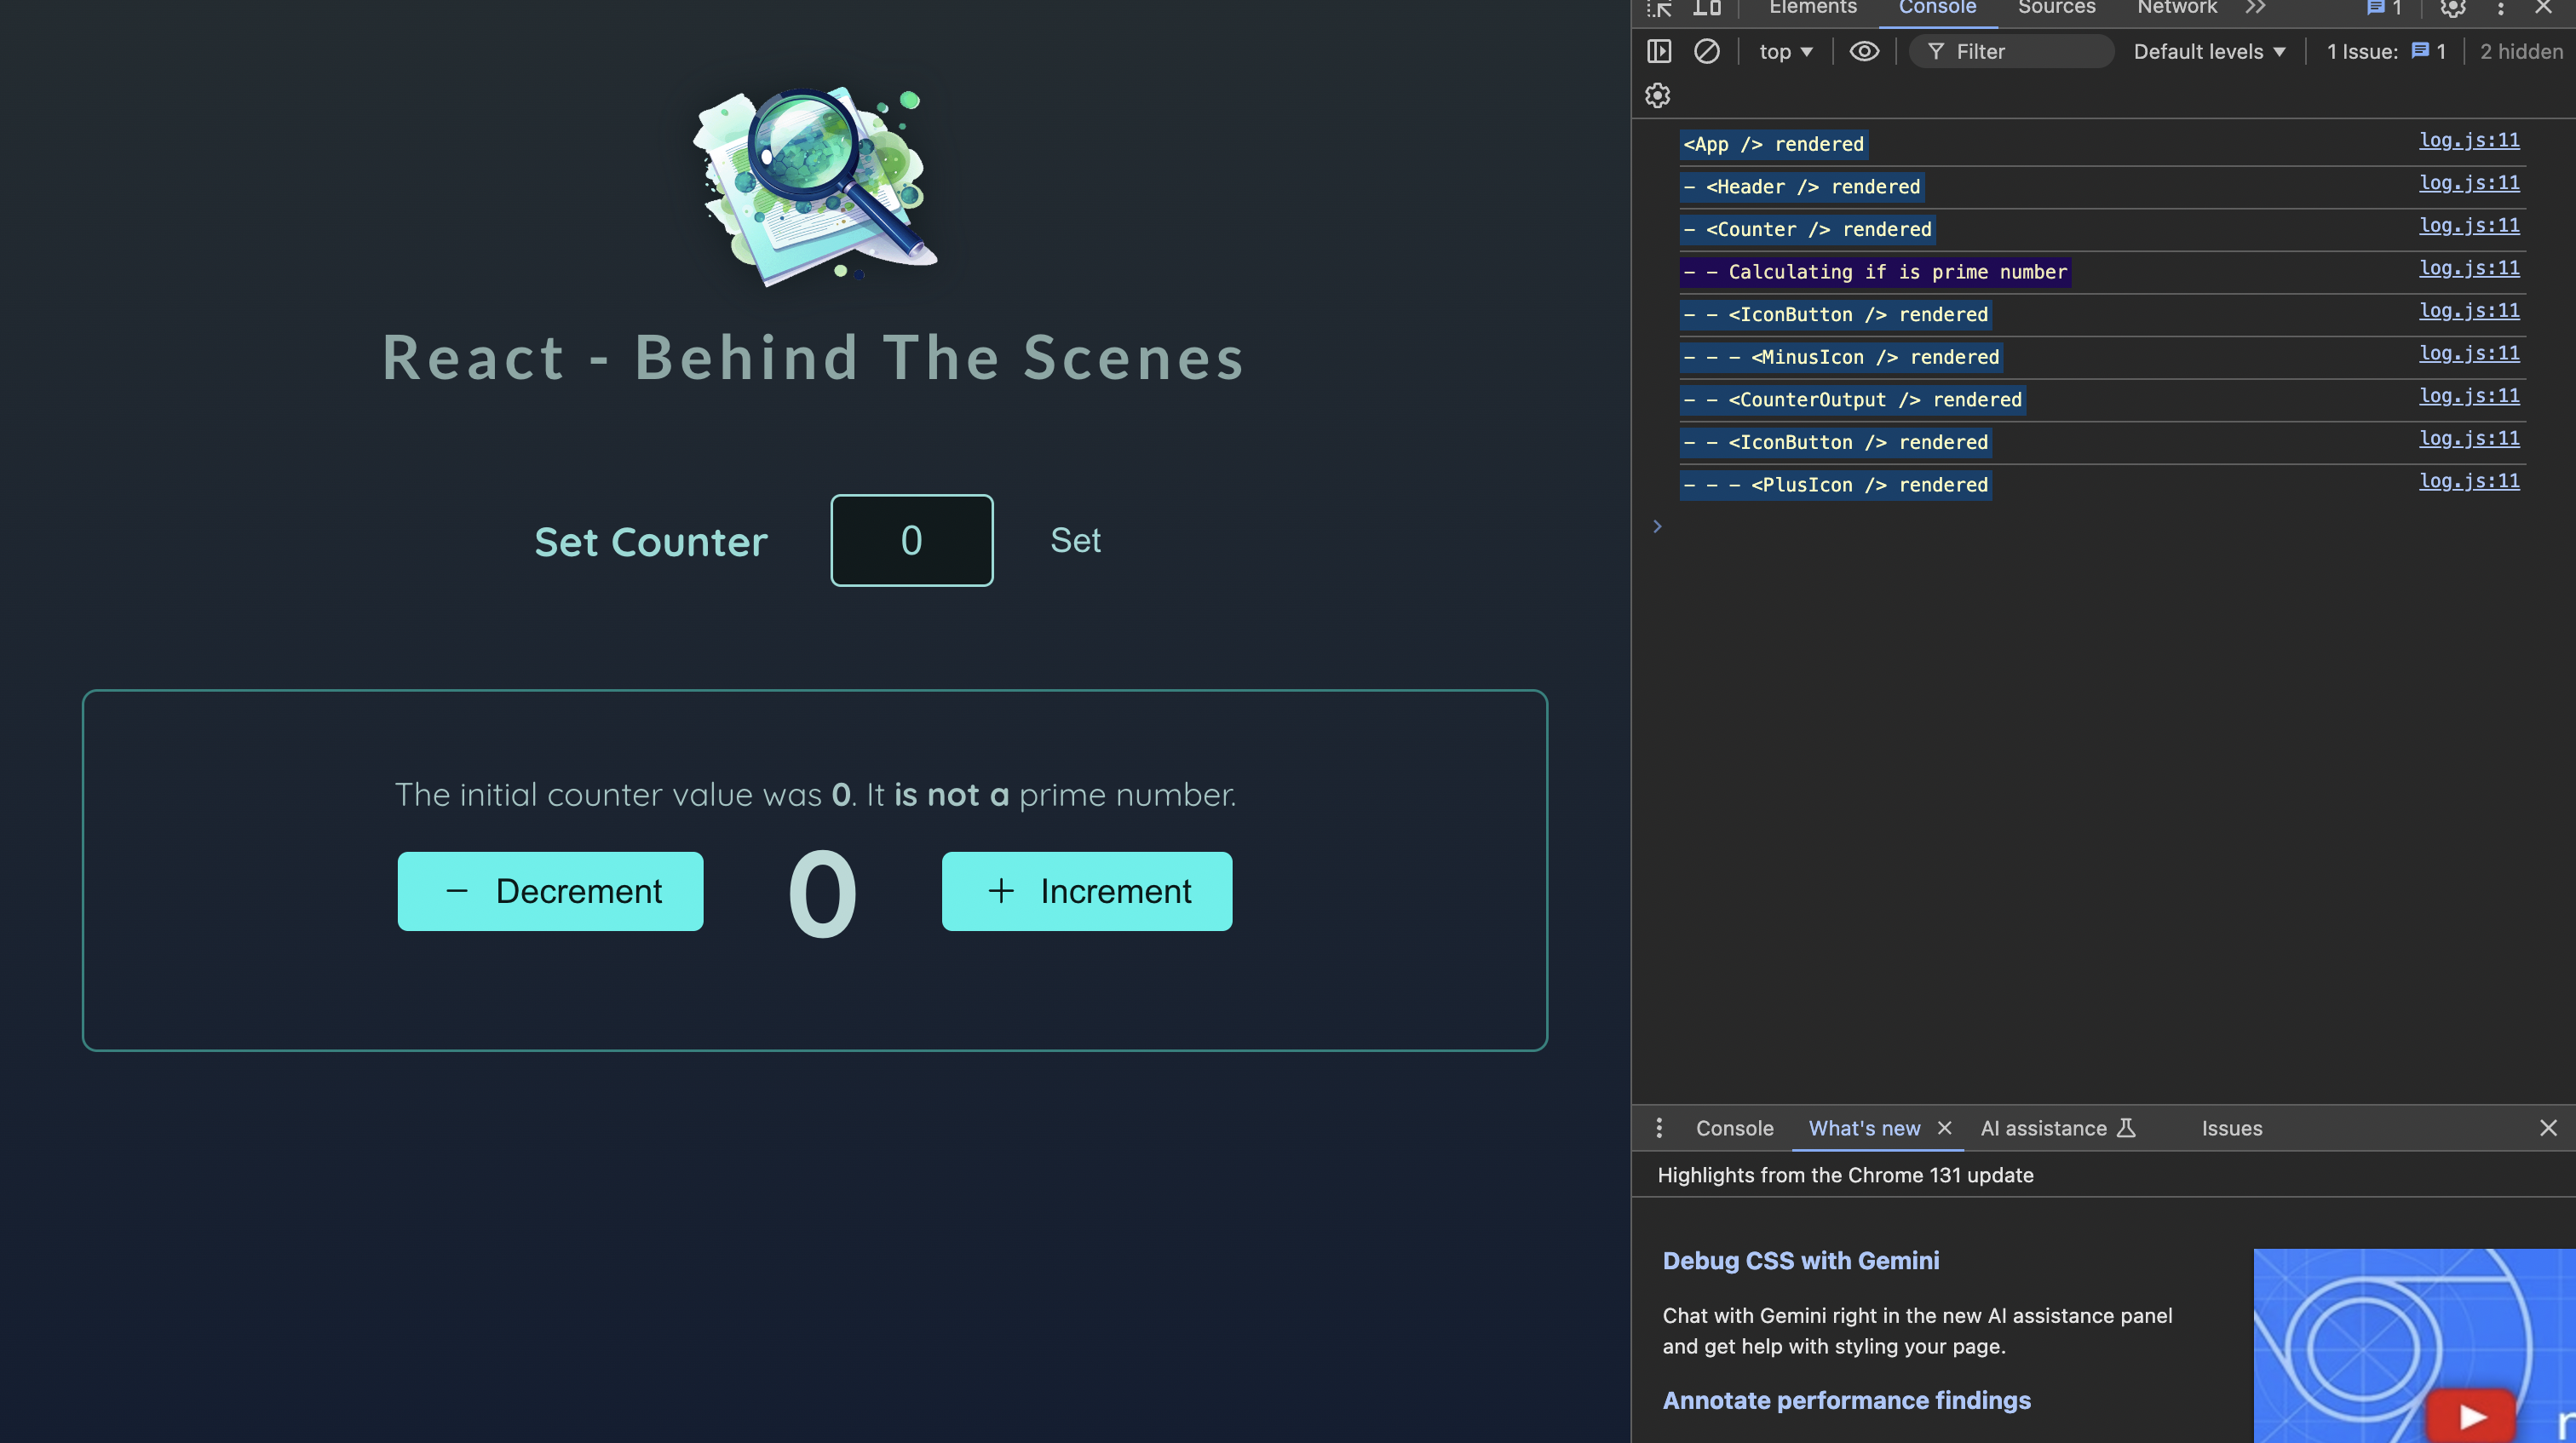 React - Behind The Scenes
Set Counter 0 Set
The initial counter value was 0. It is not a prime number.
− Decrement 0 + Increment
Elements Console Sources Network 1
top Filter Default levels 1 Issue: 1 2 hidden
<App /> rendered log.js:11
- <Header /> rendered log.js:11
- <Counter /> rendered log.js:11
- - Calculating if is prime number log.js:11
- - <IconButton /> rendered log.js:11
- - - <MinusIcon /> rendered log.js:11
- - <CounterOutput /> rendered log.js:11
- - <IconButton /> rendered log.js:11
- - - <PlusIcon /> rendered log.js:11
Console What's new AI assistance Issues
Highlights from the Chrome 131 update
Debug CSS with Gemini
Chat with Gemini right in the new AI assistance panel
and get help with styling your page.
Annotate performance findings